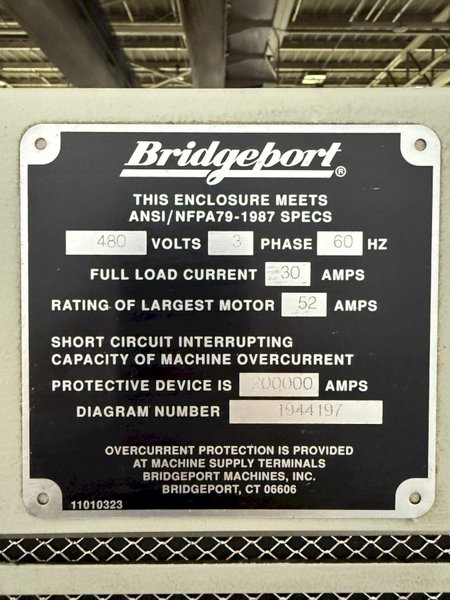 Bridgeport®
THIS ENCLOSURE MEETS
ANSI/NFPA79-1987 SPECS
480 VOLTS 3 PHASE 60 HZ
FULL LOAD CURRENT 30 AMPS
RATING OF LARGEST MOTOR 52 AMPS
SHORT CIRCUIT INTERRUPTING
CAPACITY OF MACHINE OVERCURRENT
PROTECTIVE DEVICE IS 200000 AMPS
DIAGRAM NUMBER 1944197
OVERCURRENT PROTECTION IS PROVIDED
AT MACHINE SUPPLY TERMINALS
BRIDGEPORT MACHINES, INC.
BRIDGEPORT, CT 06606
11010323